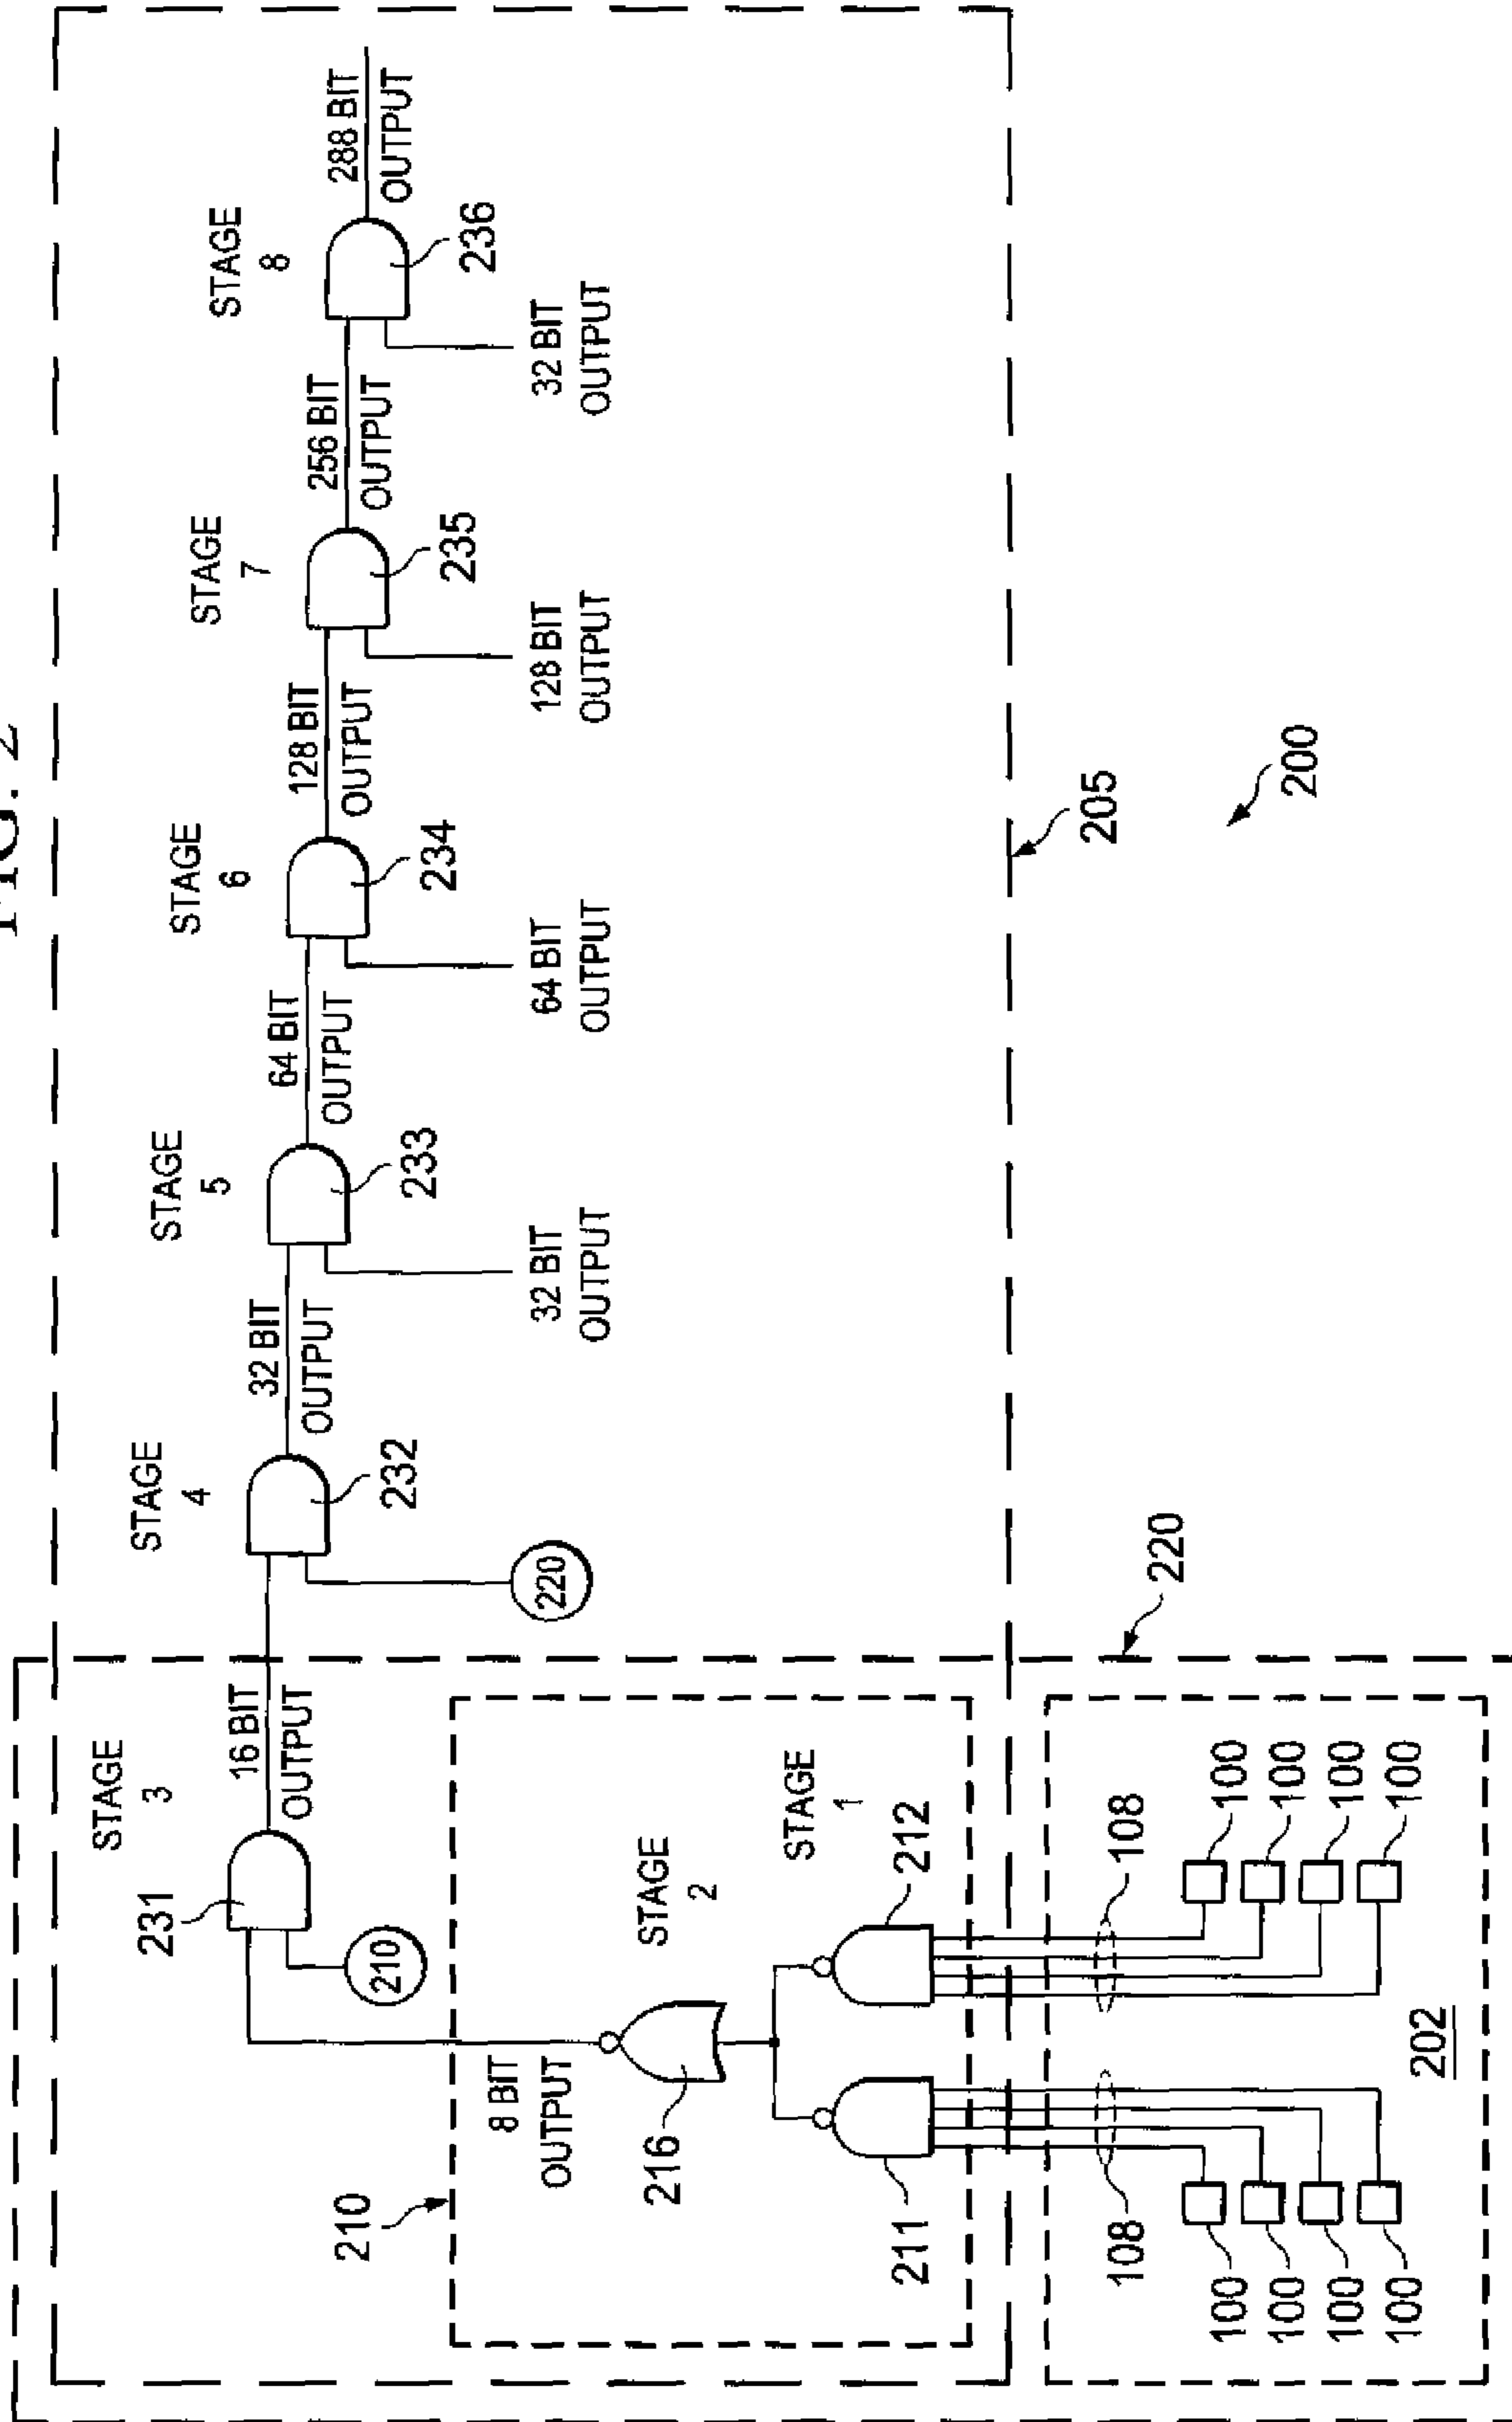 FIG. 2
STAGE
3
STAGE
4
STAGE
5
STAGE
6
STAGE
7
STAGE
8
231
16 BIT
OUTPUT
232
32 BIT
OUTPUT
233
64 BIT
OUTPUT
234
128 BIT
OUTPUT
235
256 BIT
OUTPUT
236
288 BIT
OUTPUT
210
220
32 BIT
OUTPUT
64 BIT
OUTPUT
128 BIT
OUTPUT
32 BIT
OUTPUT
210
8 BIT
OUTPUT
216
STAGE
2
STAGE
1
211
212
205
220
200
108
108
100
100
100
100
100
100
100
100
202